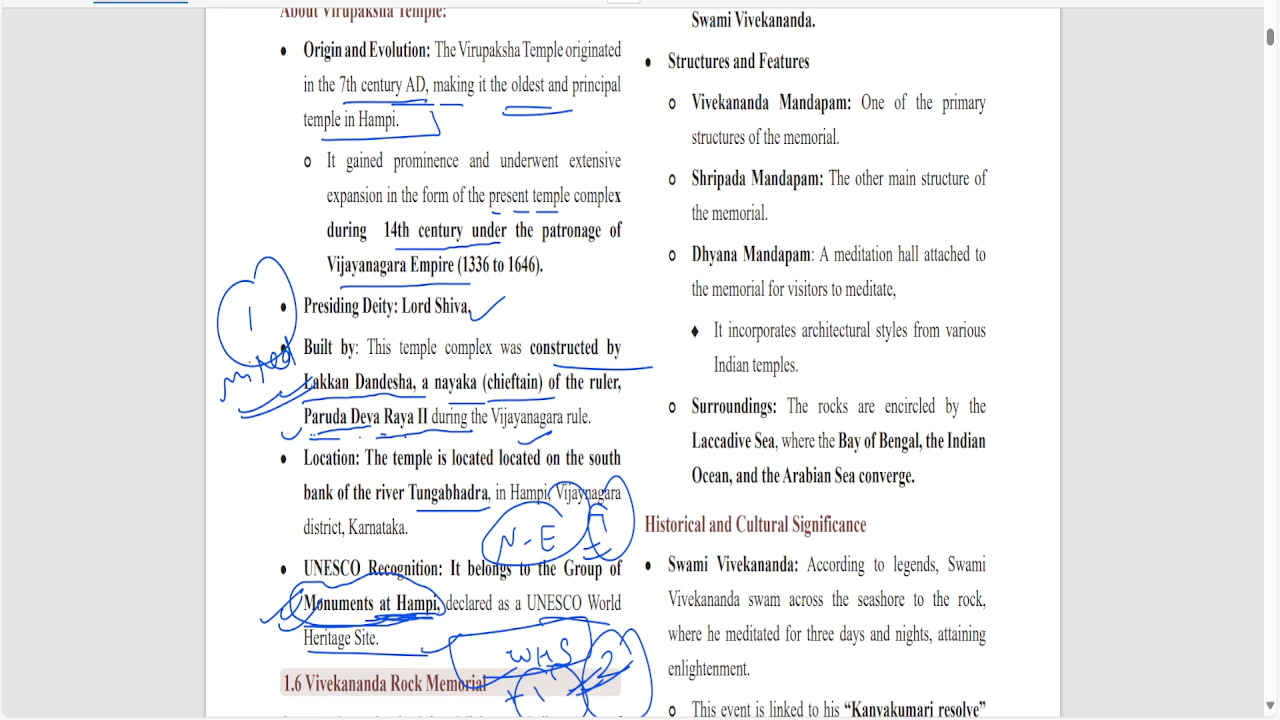 About Virupaksha Temple:
• Origin and Evolution: The Virupaksha Temple originated
in the 7th century AD, making it the oldest and principal
temple in Hampi.
o It gained prominence and underwent extensive
expansion in the form of the present temple complex
during 14th century under the patronage of
Vijayanagara Empire (1336 to 1646).
• Presiding Deity: Lord Shiva.
1
mixed
• Built by: This temple complex was constructed by
Lakkan Dandesha, a nayaka (chieftain) of the ruler,
Paruda Deva Raya II during the Vijayanagara rule.
• Location: The temple is located located on the south
bank of the river Tungabhadra, in Hampi, Vijaynagara
district, Karnataka.
N-E
• UNESCO Recognition: It belongs to the Group of
Monuments at Hampi, declared as a UNESCO World
Heritage Site.
WHS
1.6 Vivekananda Rock Memorial
Swami Vivekananda.
• Structures and Features
o Vivekananda Mandapam: One of the primary
structures of the memorial.
o Shripada Mandapam: The other main structure of
the memorial.
o Dhyana Mandapam: A meditation hall attached to
the memorial for visitors to meditate,
♦ It incorporates architectural styles from various
Indian temples.
o Surroundings: The rocks are encircled by the
Laccadive Sea, where the Bay of Bengal, the Indian
Ocean, and the Arabian Sea converge.
Historical and Cultural Significance
• Swami Vivekananda: According to legends, Swami
Vivekananda swam across the seashore to the rock,
where he meditated for three days and nights, attaining
enlightenment.
o This event is linked to his “Kanyakumari resolve”